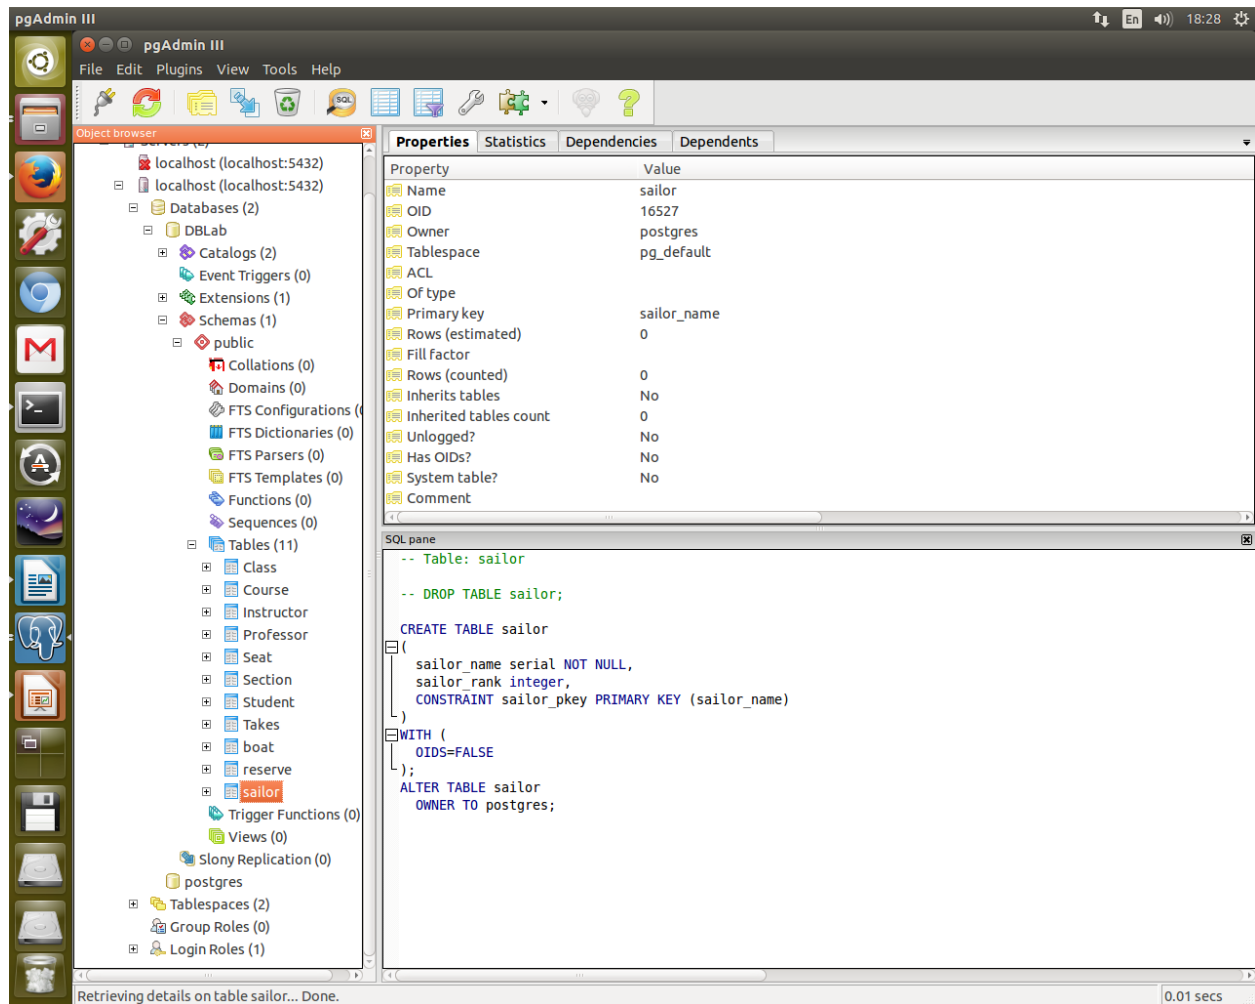 pgAdmin III
En
18:28
pgAdmin III
File Edit Plugins View Tools Help
SQL
Object browser
Servers (2)
localhost (localhost:5432)
localhost (localhost:5432)
Databases (2)
DBLab
Catalogs (2)
Event Triggers (0)
Extensions (1)
Schemas (1)
public
Collations (0)
Domains (0)
FTS Configurations (
FTS Dictionaries (0)
FTS Parsers (0)
FTS Templates (0)
Functions (0)
Sequences (0)
Tables (11)
Class
Course
Instructor
Professor
Seat
Section
Student
Takes
boat
reserve
sailor
Trigger Functions (0)
Views (0)
Slony Replication (0)
postgres
Tablespaces (2)
Group Roles (0)
Login Roles (1)
Properties Statistics Dependencies Dependents
Property Value
Name sailor
OID 16527
Owner postgres
Tablespace pg_default
ACL
Of type
Primary key sailor_name
Rows (estimated) 0
Fill factor
Rows (counted) 0
Inherits tables No
Inherited tables count 0
Unlogged? No
Has OIDs? No
System table? No
Comment
SQL pane
-- Table: sailor
-- DROP TABLE sailor;
CREATE TABLE sailor
(
sailor_name serial NOT NULL,
sailor_rank integer,
CONSTRAINT sailor_pkey PRIMARY KEY (sailor_name)
)
WITH (
OIDS=FALSE
);
ALTER TABLE sailor
OWNER TO postgres;
Retrieving details on table sailor... Done.
0.01 secs